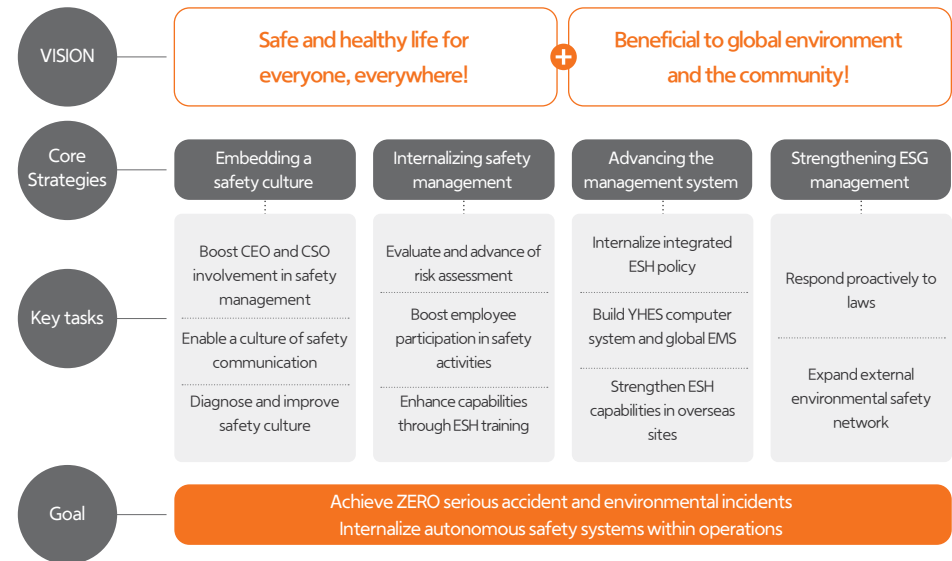 VISION
Safe and healthy life for
everyone, everywhere!
+
Beneficial to global environment
and the community!
Core
Strategies
Embedding a
safety culture
Internalizing safety
management
Advancing the
management system
Strengthening ESG
management
Key tasks
Boost CEO and CSO
involvement in safety
management
Enable a culture of safety
communication
Diagnose and improve
safety culture
Evaluate and advance of
risk assessment
Boost employee
participation in safety
activities
Enhance capabilities
through ESH training
Internalize integrated
ESH policy
Build YHES computer
system and global EMS
Strengthen ESH
capabilities in overseas
sites
Respond proactively to
laws
Expand external
environmental safety
network
Goal
Achieve ZERO serious accident and environmental incidents
Internalize autonomous safety systems within operations